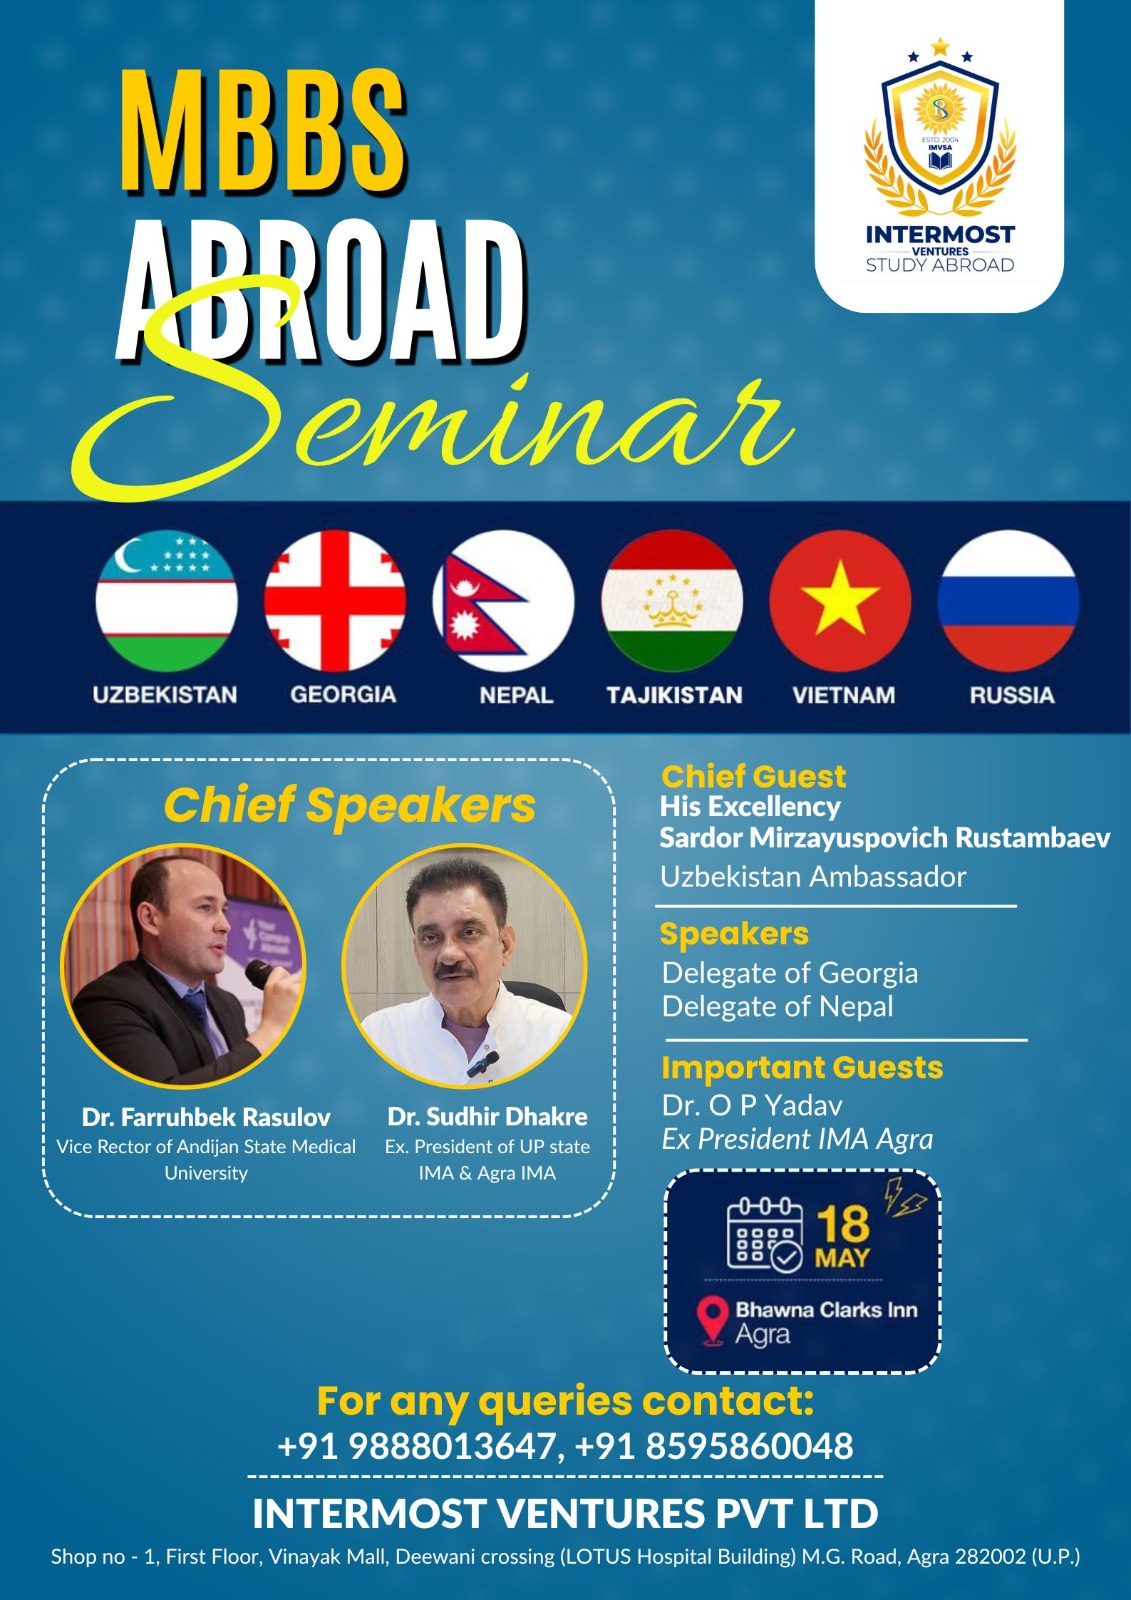 MBBS
ABROAD
Seminar
ESTD. 2004
IMVSA
INTERMOST
VENTURES
STUDY ABROAD
UZBEKISTAN
GEORGIA
NEPAL
TAJIKISTAN
VIETNAM
RUSSIA
Chief Speakers
Dr. Farruhbek Rasulov
Vice Rector of Andijan State Medical
University
Dr. Sudhir Dhakre
Ex. President of UP state
IMA & Agra IMA
Chief Guest
His Excellency
Sardor Mirzayuspovich Rustambaev
Uzbekistan Ambassador
Speakers
Delegate of Georgia
Delegate of Nepal
Important Guests
Dr. O P Yadav
Ex President IMA Agra
18
MAY
Bhawna Clarks Inn
Agra
For any queries contact:
+91 9888013647, +91 8595860048
INTERMOST VENTURES PVT LTD
Shop no - 1, First Floor, Vinayak Mall, Deewani crossing (LOTUS Hospital Building) M.G. Road, Agra 282002 (U.P.)